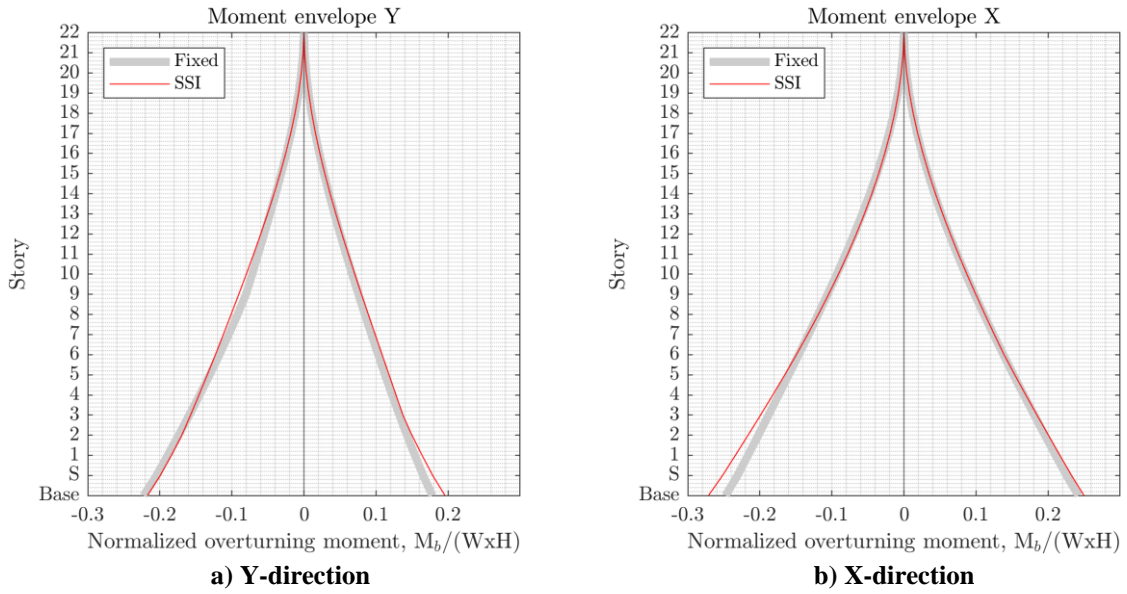 Moment envelope Y
22
21
20
19
18
17
16
15
14
13
12
11
10
9
8
7
6
5
4
3
2
1
S
Base
Story
Fixed
SSI
-0.3 -0.2 -0.1 0 0.1 0.2
Normalized overturning moment, M_b/(WxH)
a) Y-direction
Moment envelope X
22
21
20
19
18
17
16
15
14
13
12
11
10
9
8
7
6
5
4
3
2
1
S
Base
Story
Fixed
SSI
-0.3 -0.2 -0.1 0 0.1 0.2
Normalized overturning moment, M_b/(WxH)
b) X-direction